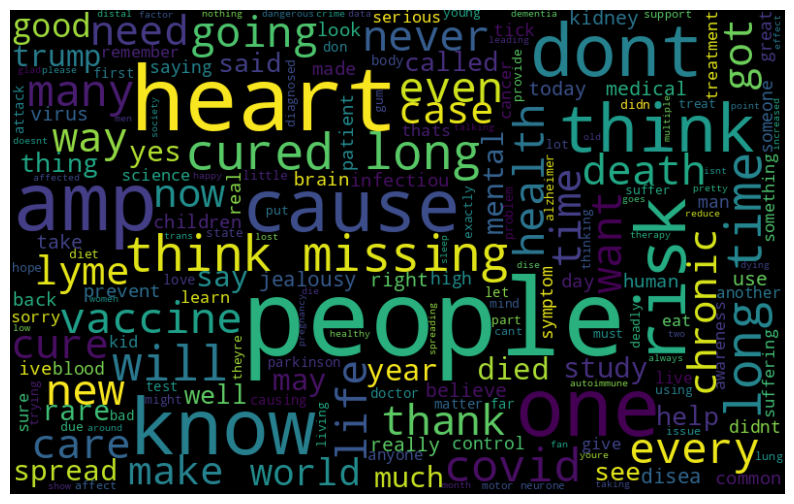 distal factor nothing dangerous crime data young dementia support
good need going look don never serious tick kidney leading great
trump remember saying said called body cancer provide dont got treatment effect
attack first made diagnosed even today medical someone
glad please heart many virus
doesnt men society thats gum case talking didn treat point
way yes cured long patient health think multiple lot old increased
thing science real brain infectiou mental death isnt
amp now cause children little exactly problem alzheimer suffer man pretty something
affected happy put time goes reduce
take trans lost state sleep dise want thinking therapy dying
hope diet think missing risk chronic time
lyme say love jealousy right high day human use
back prevent learn let symptom another
sorry low women kid pregnancy die mind part cant must eat long
vaccine people deadly awareness
cure healthy spreading always two suffering
ive blood theyre parkinson study live using
will year died autoimmune
new test may believe
trying might causing doctor matter far
sure rare bad well life living thank help
due around really control give issue didnt
know anyone youre one every
care fan see disea lung
spread make world much covid common
show affect month motor neurone taking